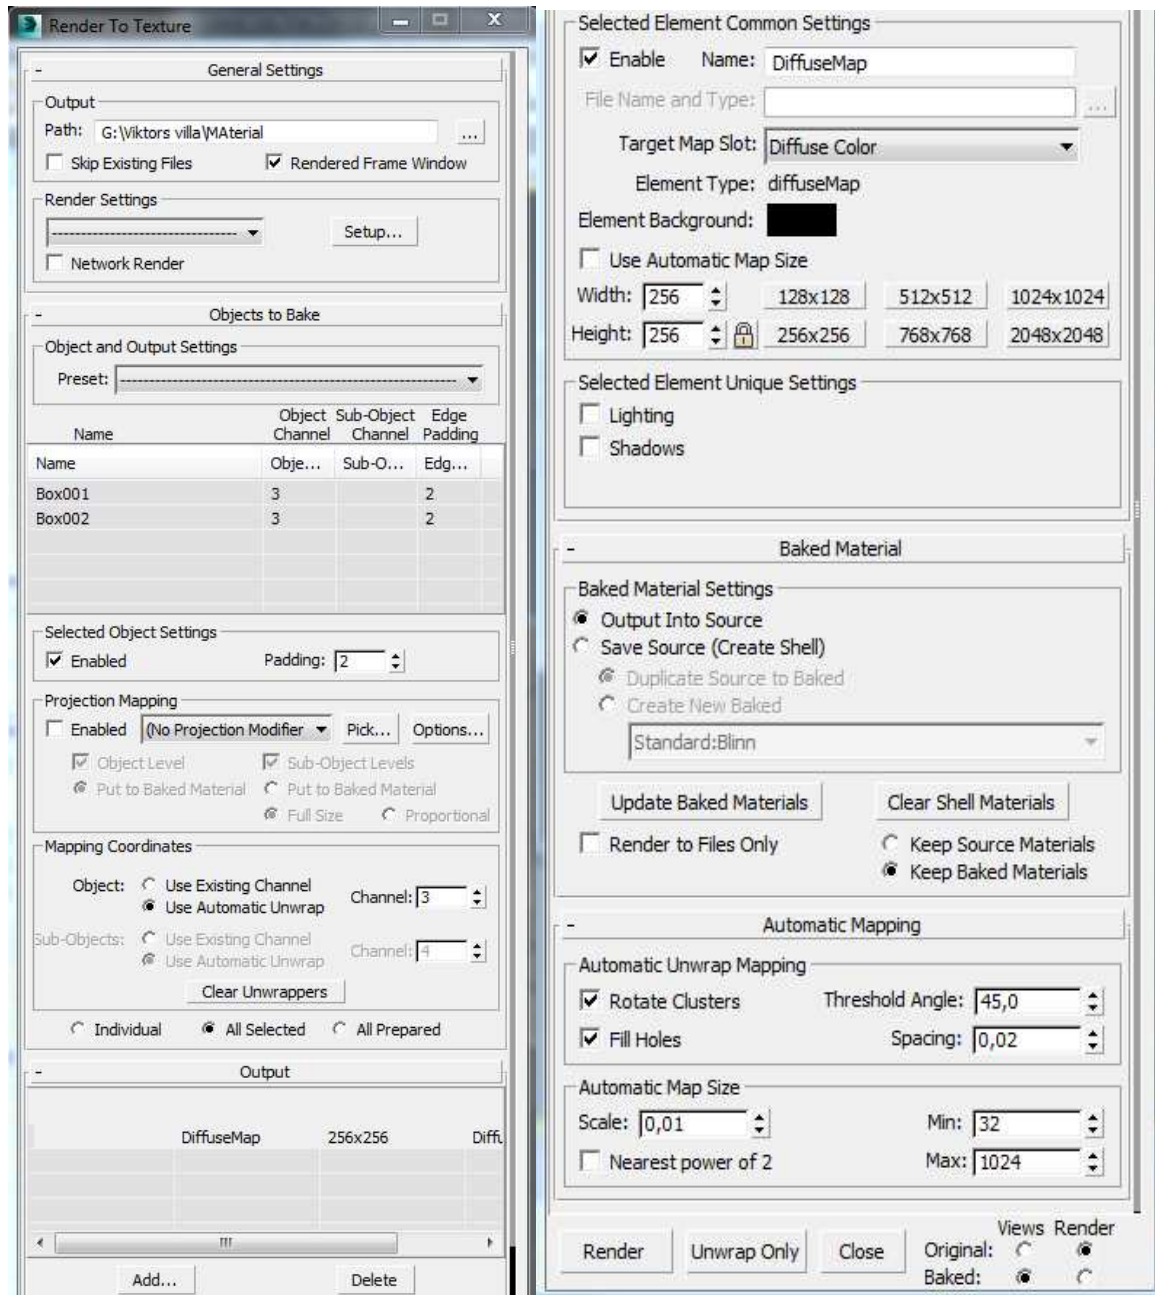 Render To Texture
- General Settings
Output
Path: G:\Viktors villa\MAterial ...
Skip Existing Files Rendered Frame Window
Render Settings
-------------------------------- Setup...
Network Render
- Objects to Bake
Object and Output Settings
Preset: ----------------------------------------------------------
Name Object Channel Sub-Object Channel Edge Padding
Name Obje... Sub-O... Edg...
Box001 3 2
Box002 3 2
Selected Object Settings
Enabled Padding: 2
Projection Mapping
Enabled (No Projection Modifier Pick... Options...
Object Level Sub-Object Levels
Put to Baked Material Put to Baked Material
Full Size Proportional
Mapping Coordinates
Object: Use Existing Channel
Use Automatic Unwrap Channel: 3
Sub-Objects: Use Existing Channel
Use Automatic Unwrap Channel: 4
Clear Unwrappers
Individual All Selected All Prepared
- Output
DiffuseMap 256x256 Diffu
Add... Delete
Selected Element Common Settings
Enable Name: DiffuseMap
File Name and Type: ...
Target Map Slot: Diffuse Color
Element Type: diffuseMap
Element Background:
Use Automatic Map Size
Width: 256 128x128 512x512 1024x1024
Height: 256 256x256 768x768 2048x2048
Selected Element Unique Settings
Lighting
Shadows
- Baked Material
Baked Material Settings
Output Into Source
Save Source (Create Shell)
Duplicate Source to Baked
Create New Baked
Standard:Blinn
Update Baked Materials Clear Shell Materials
Render to Files Only Keep Source Materials
Keep Baked Materials
- Automatic Mapping
Automatic Unwrap Mapping
Rotate Clusters Threshold Angle: 45,0
Fill Holes Spacing: 0,02
Automatic Map Size
Scale: 0,01 Min: 32
Nearest power of 2 Max: 1024
Views Render
Render Unwrap Only Close Original:
Baked: